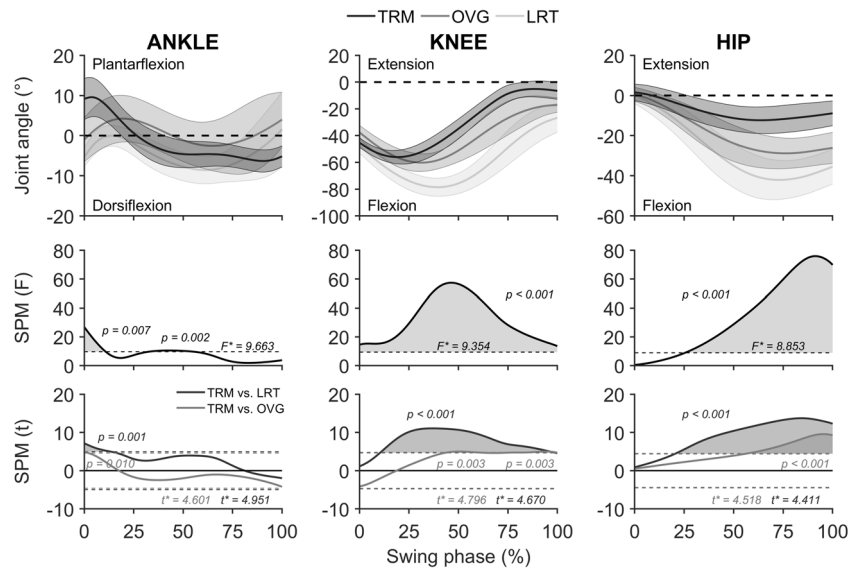 TRM OVG LRT
ANKLE KNEE HIP
20 20 20
Plantarflexion Extension Extension
10 0 0
0 -20 -20
-10 -40 -40
-20 -60 -60
-80
-100
Joint angle (°)
Dorsiflexion Flexion Flexion
80 80 80
60 60 60
40 40 40
20 20 20
0 0 0
SPM (F)
p = 0.007 p = 0.002 F* = 9.663
p < 0.001 F* = 9.354
p < 0.001 F* = 8.853
20 20 20
10 10 10
0 0 0
-10 -10 -10
SPM (t)
TRM vs. LRT
TRM vs. OVG
p = 0.001
p = 0.010
t* = 4.601 t* = 4.951
p < 0.001
p = 0.003 p = 0.003
t* = 4.796 t* = 4.670
p < 0.001
p < 0.001
t* = 4.518 t* = 4.411
0 25 50 75 100 0 25 50 75 100 0 25 50 75 100
Swing phase (%)